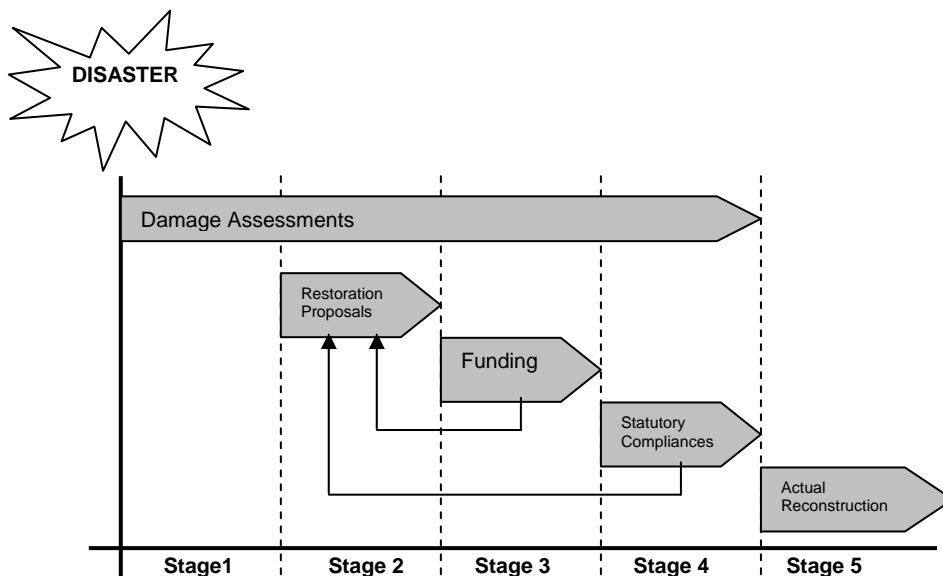 DISASTER
Damage Assessments
Restoration
Proposals
Funding
Statutory
Compliances
Actual
Reconstruction
Stage1
Stage 2
Stage 3
Stage 4
Stage 5